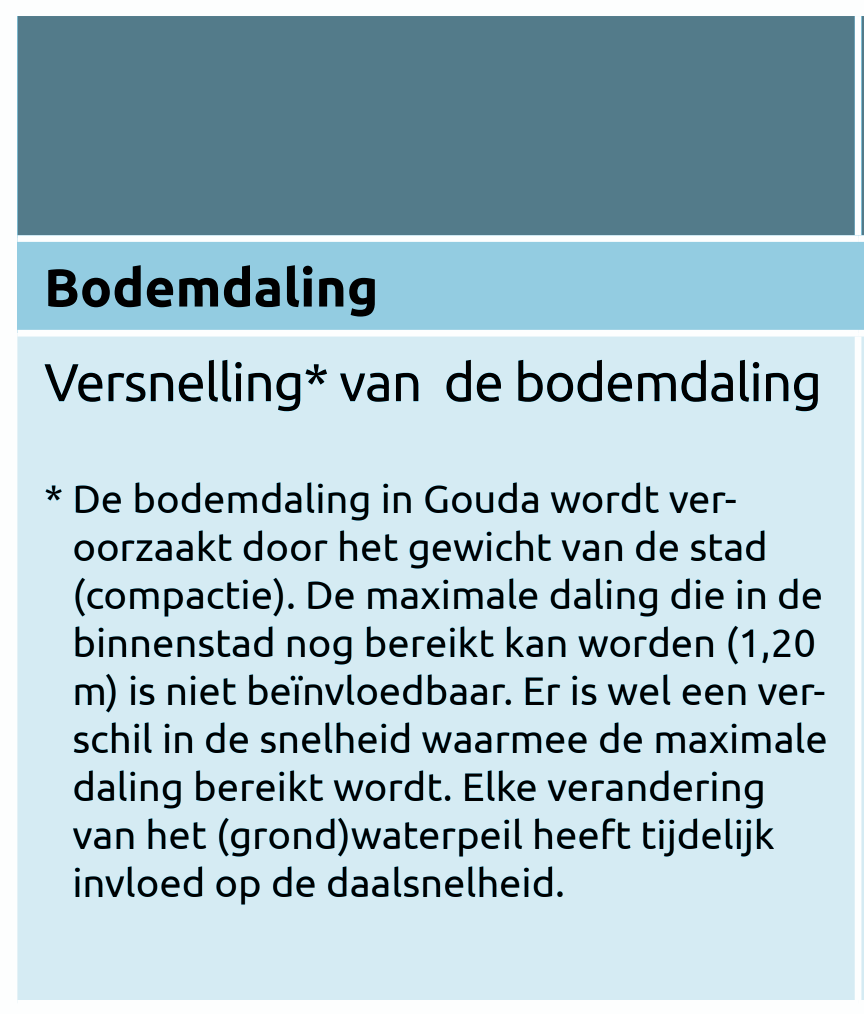 Bodemdaling
Versnelling* van  de bodemdaling
* De bodemdaling in Gouda wordt ver-
oorzaakt door het gewicht van de stad
(compactie). De maximale daling die in de
binnenstad nog bereikt kan worden (1,20
m) is niet beïnvloedbaar. Er is wel een ver-
schil in de snelheid waarmee de maximale
daling bereikt wordt. Elke verandering
van het (grond)waterpeil heeft tijdelijk
invloed op de daalsnelheid.